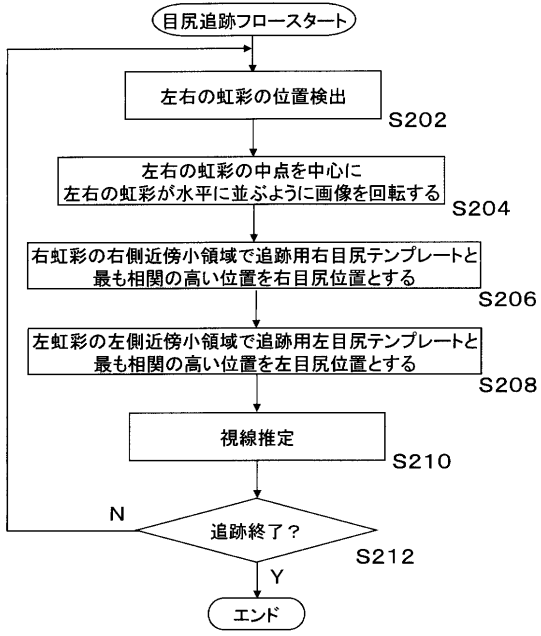 目尻追跡フロースタート
左右の虹彩の位置検出
S202
左右の虹彩の中点を中心に
左右の虹彩が水平に並ぶように画像を回転する
S204
右虹彩の右側近傍小領域で追跡用右目尻テンプレートと
最も相関の高い位置を右目尻位置とする
S206
左虹彩の左側近傍小領域で追跡用左目尻テンプレートと
最も相関の高い位置を左目尻位置とする
S208
視線推定
S210
N
追跡終了?
S212
Y
エンド